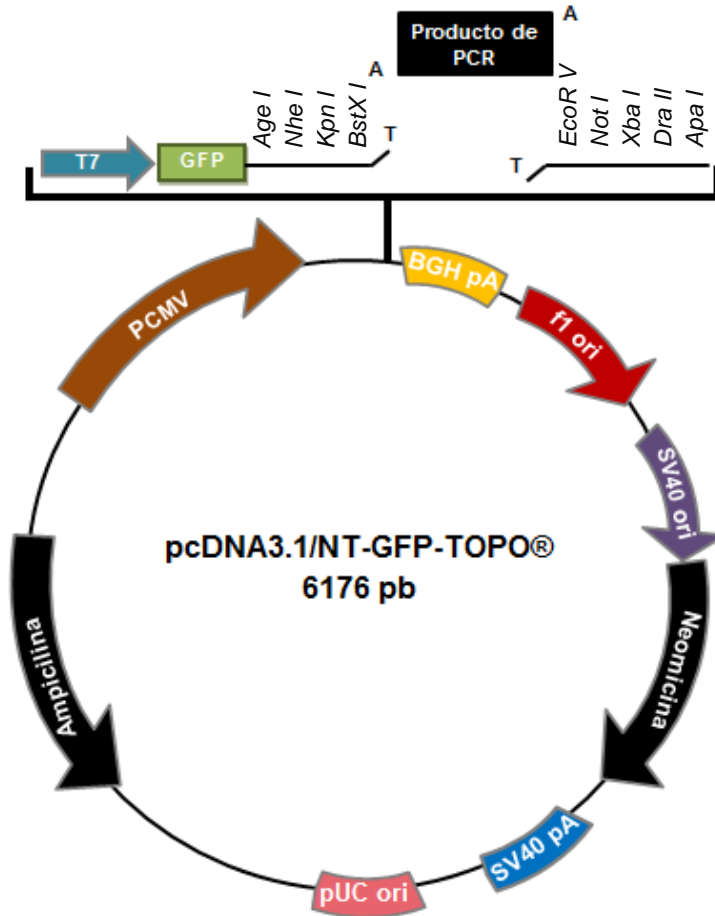 A
Producto de
PCR
A
T7
GFP
Age I
Nhe I
Kpn I
BstX I
T
T
EcoR V
Not I
Xba I
Dra II
Apa I
PCMV
BGH pA
f1 ori
SV40 ori
pcDNA3.1/NT-GFP-TOPO®
6176 pb
Ampicilina
Neomicina
SV40 pA
pUC ori